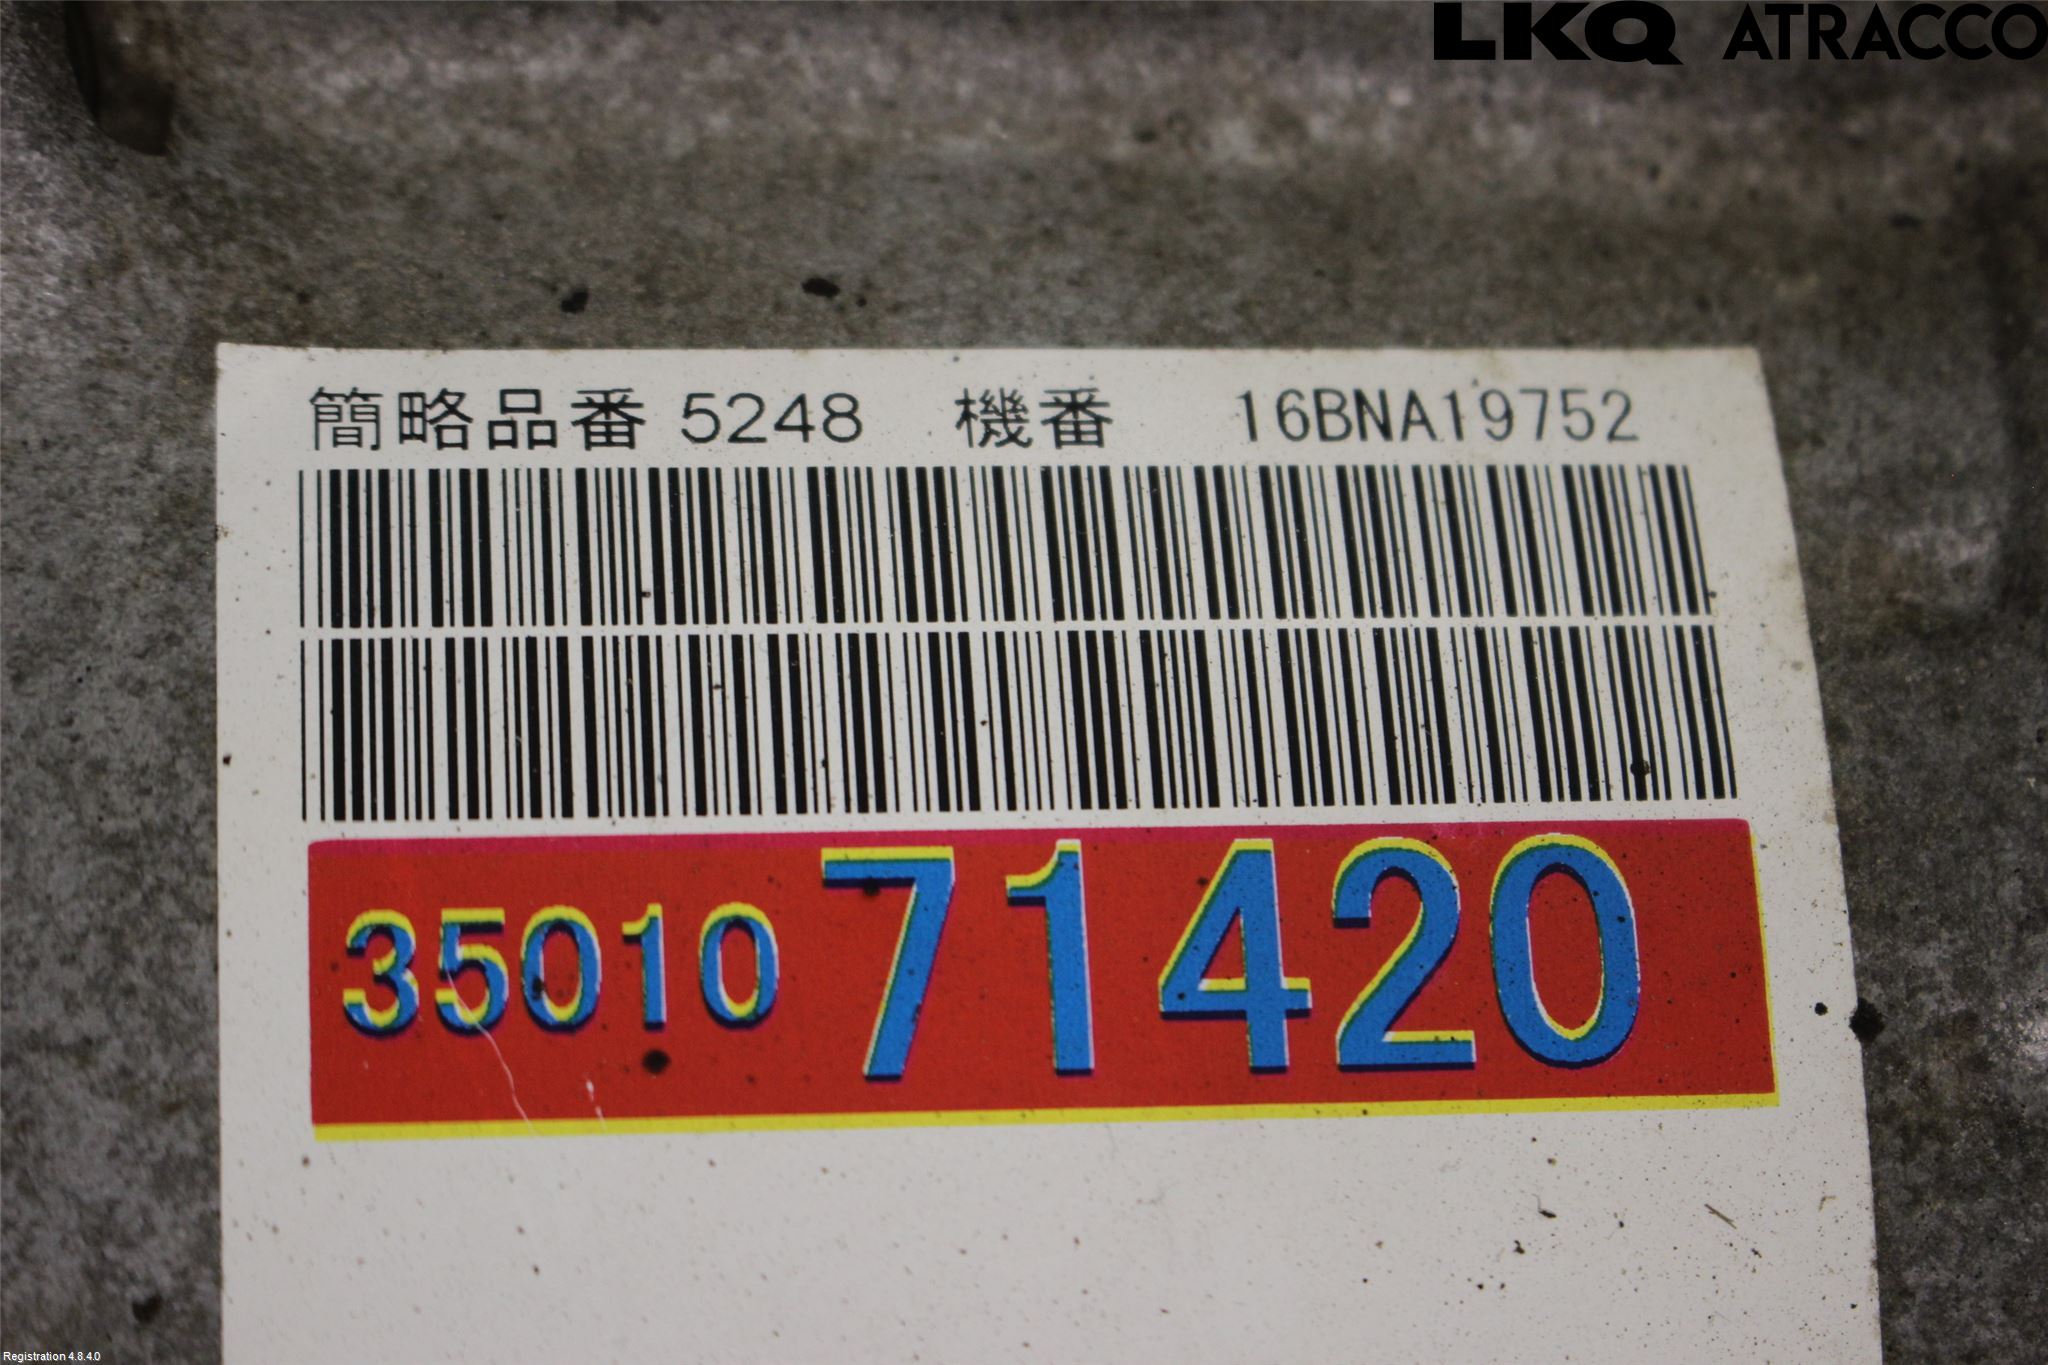 LKQ ATRACCO
簡略品番 5248 機番 16BNA19752
35010 71420
Registration 4.8.4.0